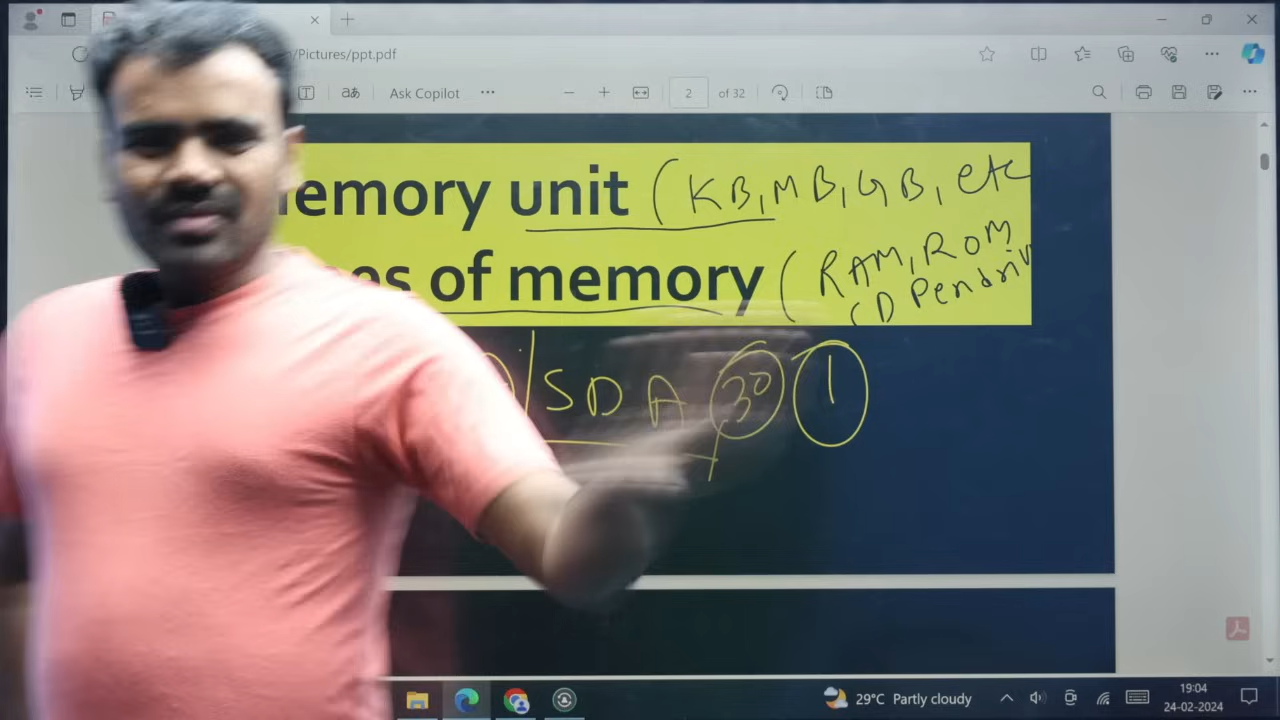 /Pictures/ppt.pdf
Ask Copilot
2 of 32
emory unit (KB, MB, GB, etc
es of memory (RAM, ROM
CD Pendriv
/SDA 30 1
29°C Partly cloudy
19:04
24-02-2024